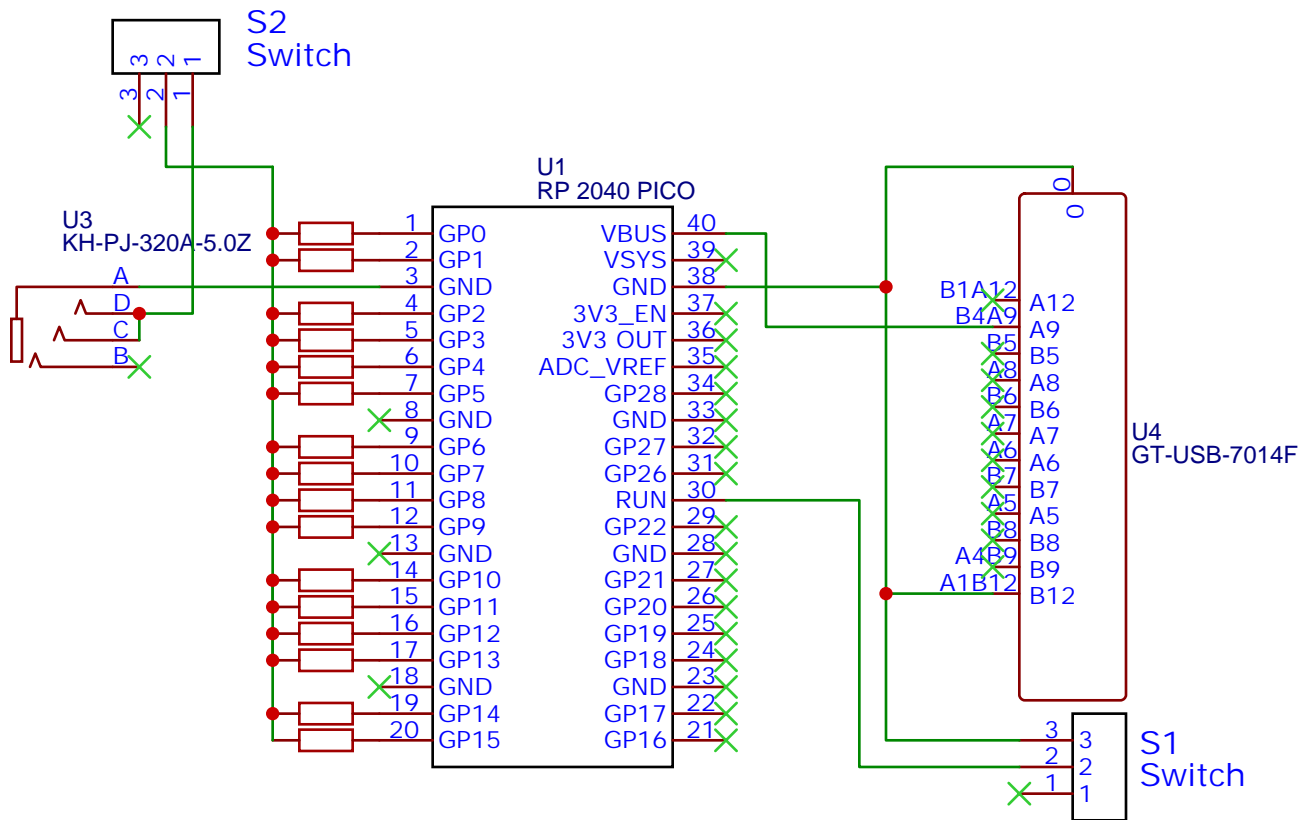 S2
Switch
3
2
1
3
2
1
U3
KH-PJ-320A-5.0Z
A
D
C
B
U1
RP 2040 PICO
1 GP0
2 GP1
3 GND
4 GP2
5 GP3
6 GP4
7 GP5
8 GND
9 GP6
10 GP7
11 GP8
12 GP9
13 GND
14 GP10
15 GP11
16 GP12
17 GP13
18 GND
19 GP14
20 GP15
VBUS 40
VSYS 39
GND 38
3V3_EN 37
3V3 OUT 36
ADC_VREF 35
GP28 34
GND 33
GP27 32
GP26 31
RUN 30
GP22 29
GND 28
GP21 27
GP20 26
GP19 25
GP18 24
GND 23
GP17 22
GP16 21
0
0
B1A12 A12
B4A9 A9
B5 B5
A8 A8
B6 B6
A7 A7
A6 A6
B7 B7
A5 A5
B8 B8
A4B9 B9
A1B12 B12
U4
GT-USB-7014F
3 3
2 2
1 1
S1
Switch